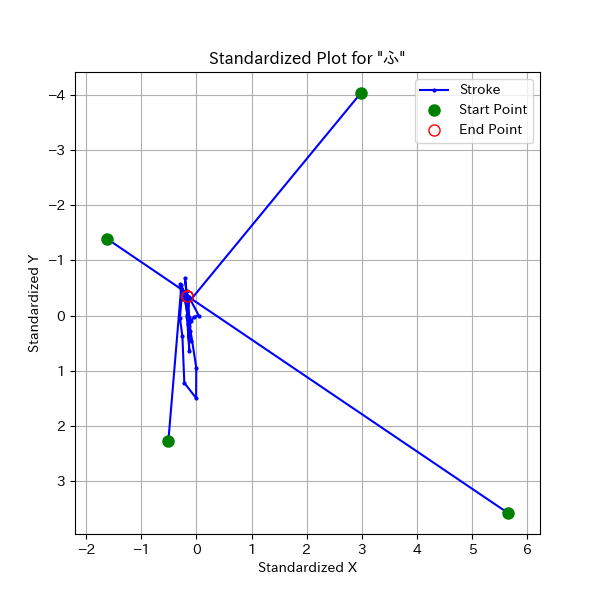 Standardized Plot for "ふ"
Stroke
Start Point
End Point
−4
−3
−2
−1
0
1
2
3
Standardized Y
−2 −1 0 1 2 3 4 5 6
Standardized X